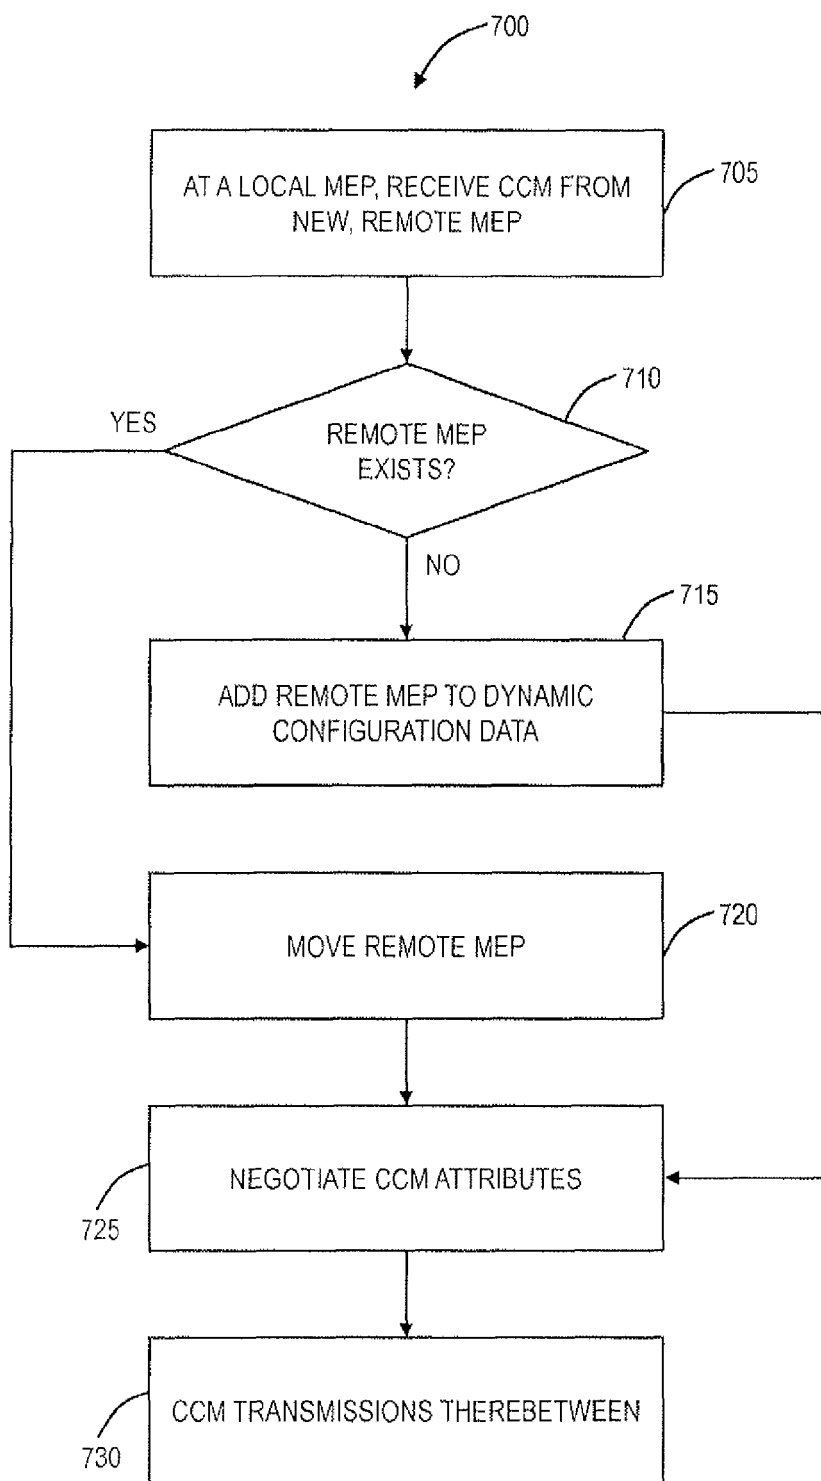 700
AT A LOCAL MEP, RECEIVE CCM FROM
NEW, REMOTE MEP
705
710
YES
REMOTE MEP
EXISTS?
NO
715
ADD REMOTE MEP TO DYNAMIC
CONFIGURATION DATA
720
MOVE REMOTE MEP
NEGOTIATE CCM ATTRIBUTES
725
CCM TRANSMISSIONS THEREBETWEEN
730